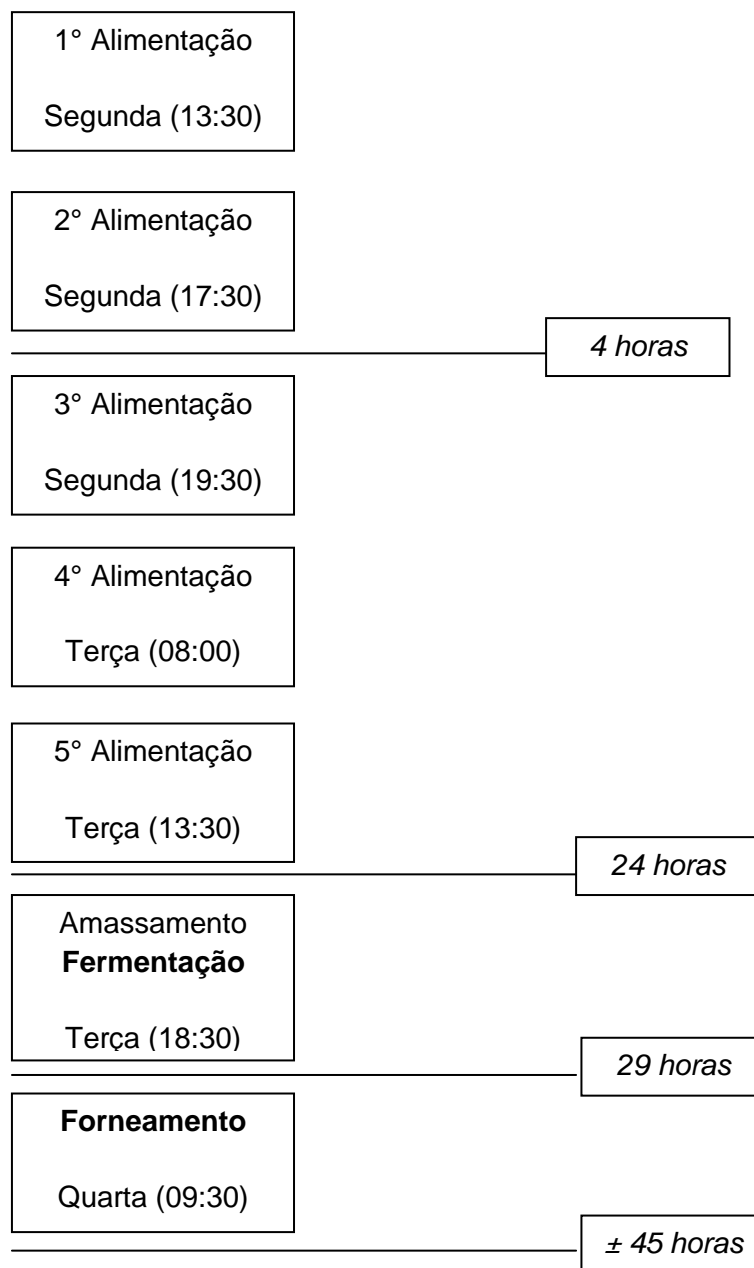 1° Alimentação
Segunda (13:30)
2° Alimentação
Segunda (17:30)
4 horas
3° Alimentação
Segunda (19:30)
4° Alimentação
Terça (08:00)
5° Alimentação
Terça (13:30)
24 horas
Amassamento
Fermentação
Terça (18:30)
29 horas
Forneamento
Quarta (09:30)
± 45 horas